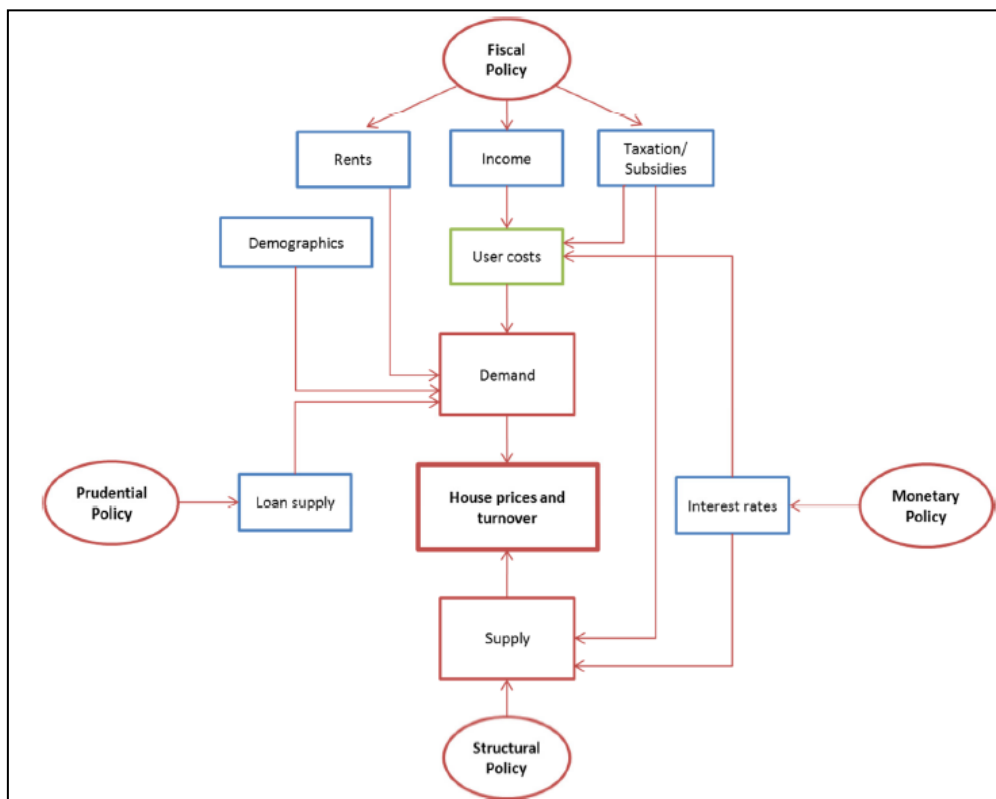 Fiscal
Policy
Rents
Income
Taxation/
Subsidies
Demographics
User costs
Demand
Prudential
Policy
Loan supply
House prices and
turnover
Interest rates
Monetary
Policy
Supply
Structural
Policy